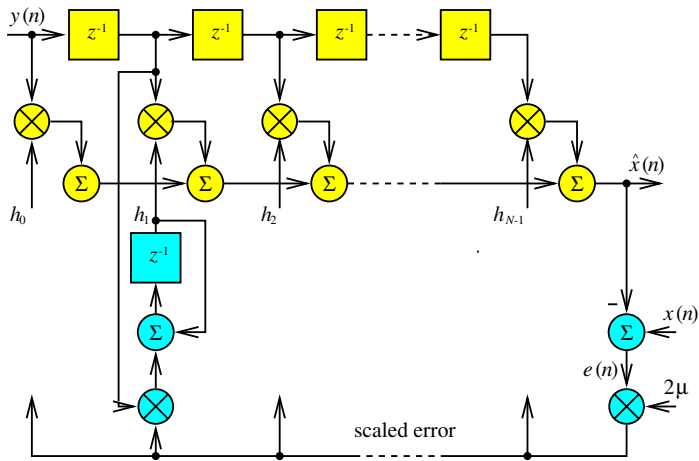 y(n)
z⁻¹ z⁻¹ z⁻¹ z⁻¹
Σ Σ Σ Σ x̂(n)
h₀ h₁ h₂ h_{N-1}
z⁻¹
– x(n)
Σ Σ
e(n)
2μ
scaled error